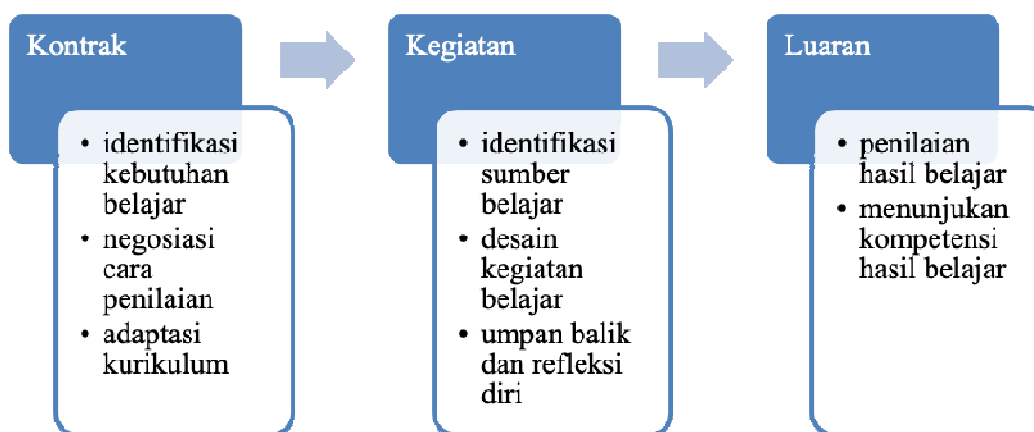 Kontrak
• identifikasi
kebutuhan
belajar
• negosiasi
cara
penilaian
• adaptasi
kurikulum
Kegiatan
• identifikasi
sumber
belajar
• desain
kegiatan
belajar
• umpan balik
dan refleksi
diri
Luaran
• penilaian
hasil belajar
• menunjukan
kompetensi
hasil belajar